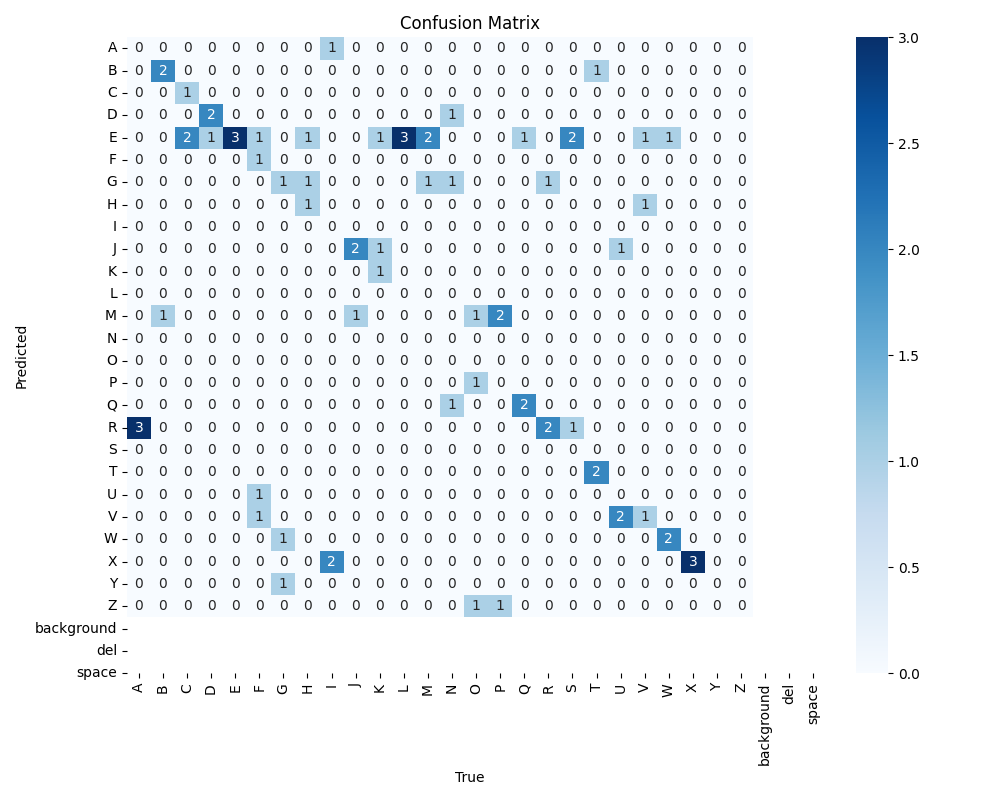 Confusion Matrix
Predicted
A 0 0 0 0 0 0 0 0 1 0 0 0 0 0 0 0 0 0 0 0 0 0 0 0 0 0
B 0 2 0 0 0 0 0 0 0 0 0 0 0 0 0 0 0 0 0 1 0 0 0 0 0 0
C 0 0 1 0 0 0 0 0 0 0 0 0 0 0 0 0 0 0 0 0 0 0 0 0 0 0
D 0 0 0 2 0 0 0 0 0 0 0 0 0 1 0 0 0 0 0 0 0 0 0 0 0 0
E 0 0 2 1 3 1 0 1 0 0 1 3 2 0 0 0 1 0 2 0 0 1 1 0 0 0
F 0 0 0 0 0 1 0 0 0 0 0 0 0 0 0 0 0 0 0 0 0 0 0 0 0 0
G 0 0 0 0 0 0 1 1 0 0 0 0 1 1 0 0 0 1 0 0 0 0 0 0 0 0
H 0 0 0 0 0 0 0 1 0 0 0 0 0 0 0 0 0 0 0 0 0 1 0 0 0 0
I 0 0 0 0 0 0 0 0 0 0 0 0 0 0 0 0 0 0 0 0 0 0 0 0 0 0
J 0 0 0 0 0 0 0 0 0 2 1 0 0 0 0 0 0 0 0 0 1 0 0 0 0 0
K 0 0 0 0 0 0 0 0 0 0 1 0 0 0 0 0 0 0 0 0 0 0 0 0 0 0
L 0 0 0 0 0 0 0 0 0 0 0 0 0 0 0 0 0 0 0 0 0 0 0 0 0 0
M 0 1 0 0 0 0 0 0 0 1 0 0 0 0 1 2 0 0 0 0 0 0 0 0 0 0
N 0 0 0 0 0 0 0 0 0 0 0 0 0 0 0 0 0 0 0 0 0 0 0 0 0 0
O 0 0 0 0 0 0 0 0 0 0 0 0 0 0 0 0 0 0 0 0 0 0 0 0 0 0
P 0 0 0 0 0 0 0 0 0 0 0 0 0 0 1 0 0 0 0 0 0 0 0 0 0 0
Q 0 0 0 0 0 0 0 0 0 0 0 0 0 1 0 0 2 0 0 0 0 0 0 0 0 0
R 3 0 0 0 0 0 0 0 0 0 0 0 0 0 0 0 0 2 1 0 0 0 0 0 0 0
S 0 0 0 0 0 0 0 0 0 0 0 0 0 0 0 0 0 0 0 0 0 0 0 0 0 0
T 0 0 0 0 0 0 0 0 0 0 0 0 0 0 0 0 0 0 0 2 0 0 0 0 0 0
U 0 0 0 0 0 1 0 0 0 0 0 0 0 0 0 0 0 0 0 0 0 0 0 0 0 0
V 0 0 0 0 0 1 0 0 0 0 0 0 0 0 0 0 0 0 0 0 2 1 0 0 0 0
W 0 0 0 0 0 0 1 0 0 0 0 0 0 0 0 0 0 0 0 0 0 0 2 0 0 0
X 0 0 0 0 0 0 0 0 2 0 0 0 0 0 0 0 0 0 0 0 0 0 0 3 0 0
Y 0 0 0 0 0 0 1 0 0 0 0 0 0 0 0 0 0 0 0 0 0 0 0 0 0 0
Z 0 0 0 0 0 0 0 0 0 0 0 0 0 0 1 1 0 0 0 0 0 0 0 0 0 0
background
del
space
A B C D E F G H I J K L M N O P Q R S T U V W X Y Z background del space
True
3.0
2.5
2.0
1.5
1.0
0.5
0.0